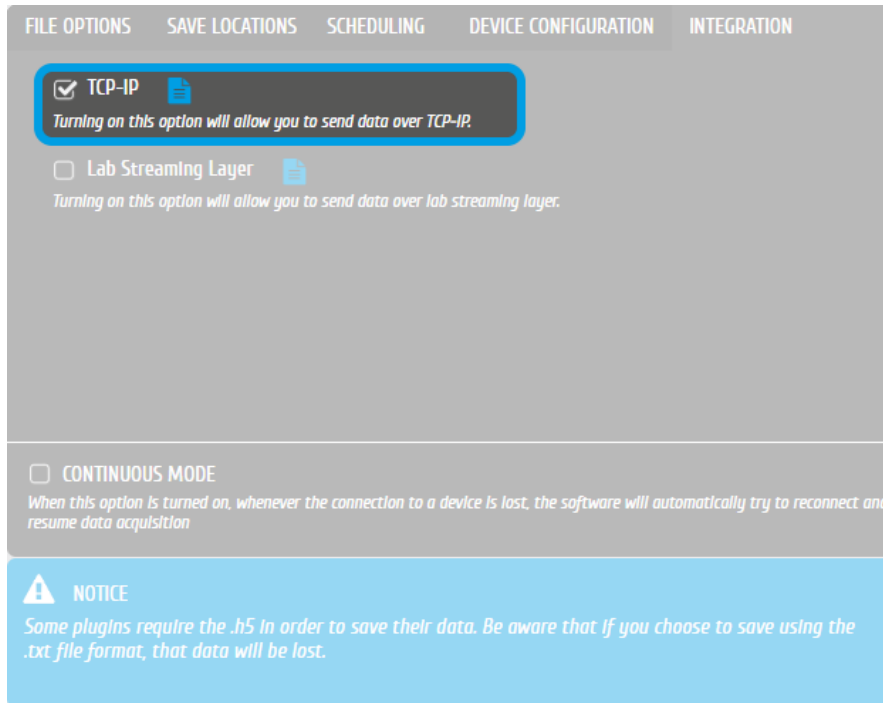 FILE OPTIONS SAVE LOCATIONS SCHEDULING DEVICE CONFIGURATION INTEGRATION
TCP-IP
Turning on this option will allow you to send data over TCP-IP.
Lab Streaming Layer
Turning on this option will allow you to send data over lab streaming layer.
CONTINUOUS MODE
When this option is turned on, whenever the connection to a device is lost, the software will automatically try to reconnect and
resume data acquisition
NOTICE
Some plugins require the .h5 in order to save their data. Be aware that if you choose to save using the
.txt file format, that data will be lost.